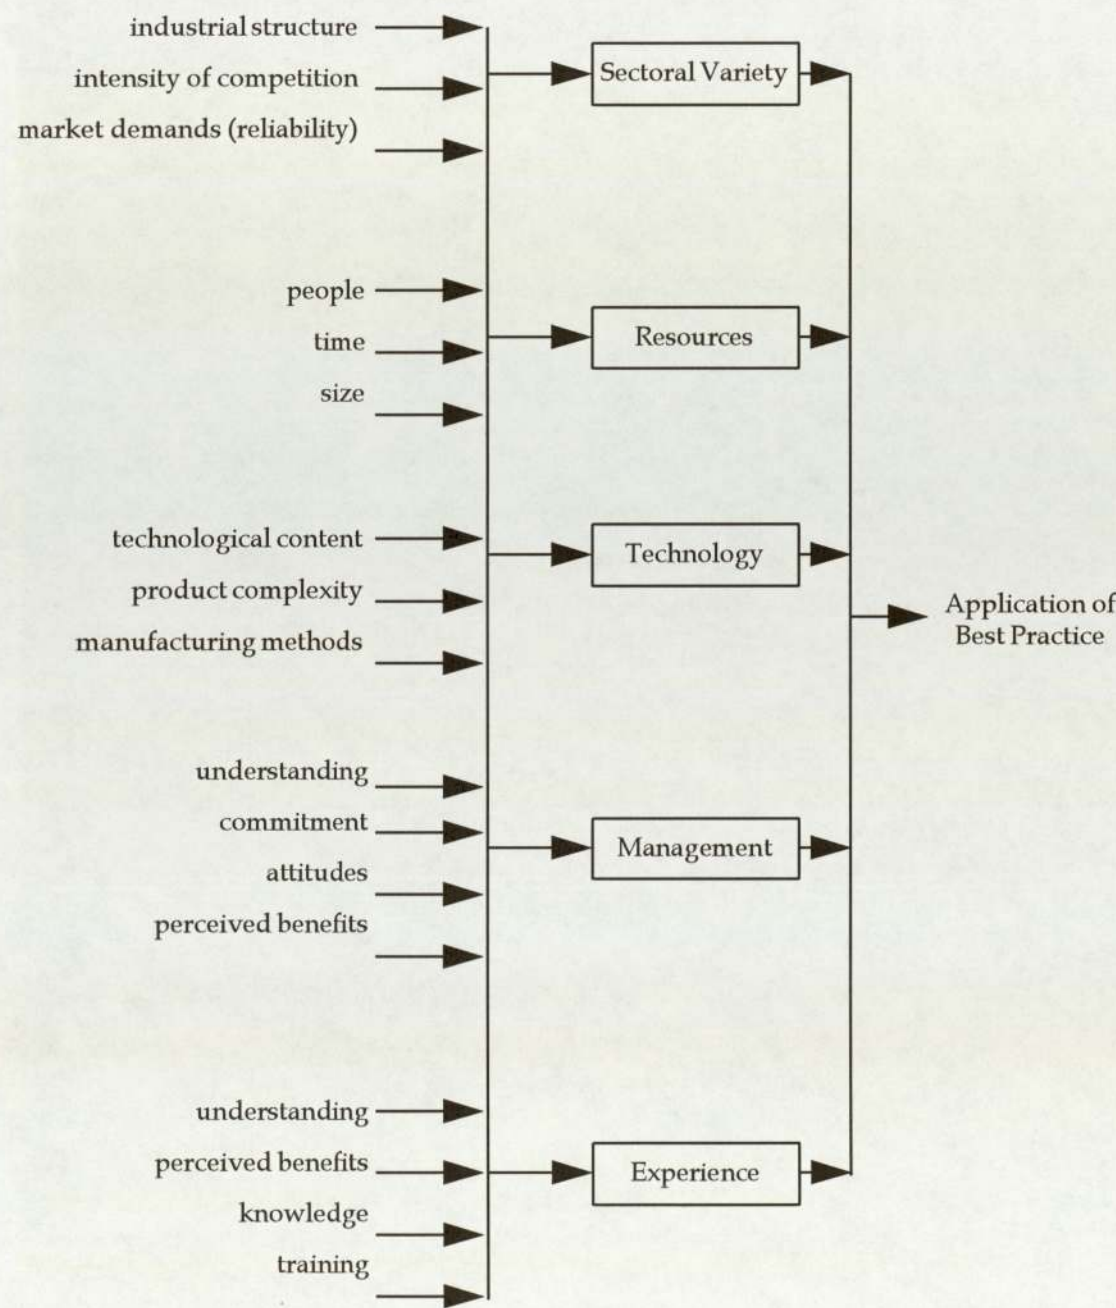 industrial structure
intensity of competition
market demands (reliability)
Sectoral Variety
people
time
size
Resources
technological content
product complexity
manufacturing methods
Technology
Application of
Best Practice
understanding
commitment
attitudes
perceived benefits
Management
understanding
perceived benefits
knowledge
training
Experience